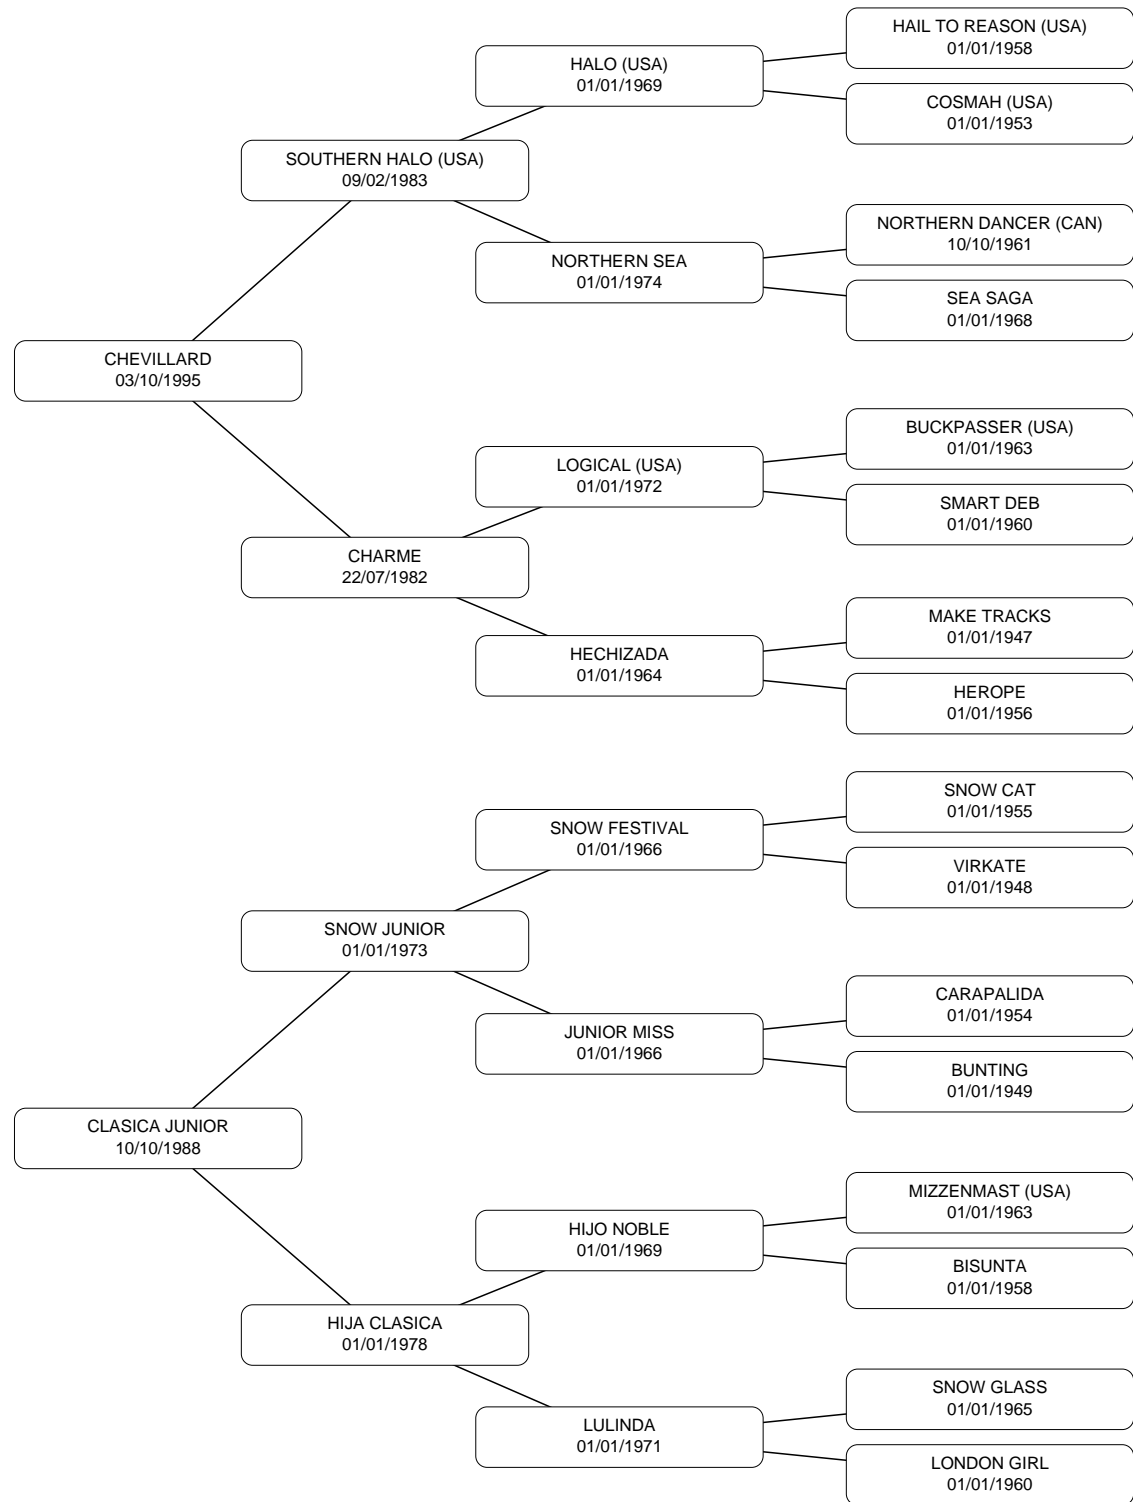 HAIL TO REASON (USA)
01/01/1958
HALO (USA)
01/01/1969
COSMAH (USA)
01/01/1953
SOUTHERN HALO (USA)
09/02/1983
NORTHERN DANCER (CAN)
10/10/1961
NORTHERN SEA
01/01/1974
SEA SAGA
01/01/1968
CHEVILLARD
03/10/1995
BUCKPASSER (USA)
01/01/1963
LOGICAL (USA)
01/01/1972
SMART DEB
01/01/1960
CHARME
22/07/1982
MAKE TRACKS
01/01/1947
HECHIZADA
01/01/1964
HEROPE
01/01/1956
SNOW CAT
01/01/1955
SNOW FESTIVAL
01/01/1966
VIRKATE
01/01/1948
SNOW JUNIOR
01/01/1973
CARAPALIDA
01/01/1954
JUNIOR MISS
01/01/1966
BUNTING
01/01/1949
CLASICA JUNIOR
10/10/1988
MIZZENMAST (USA)
01/01/1963
HIJO NOBLE
01/01/1969
BISUNTA
01/01/1958
HIJA CLASICA
01/01/1978
SNOW GLASS
01/01/1965
LULINDA
01/01/1971
LONDON GIRL
01/01/1960